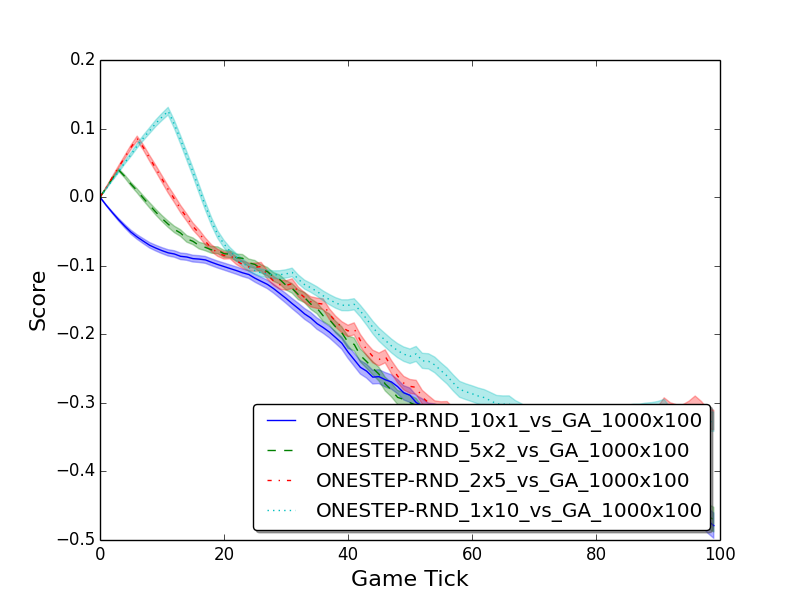 0.2
0.1
0.0
−0.1
−0.2
−0.3
−0.4
−0.5
Score
ONESTEP-RND_10x1_vs_GA_1000x100
ONESTEP-RND_5x2_vs_GA_1000x100
ONESTEP-RND_2x5_vs_GA_1000x100
ONESTEP-RND_1x10_vs_GA_1000x100
0 20 40 60 80 100
Game Tick